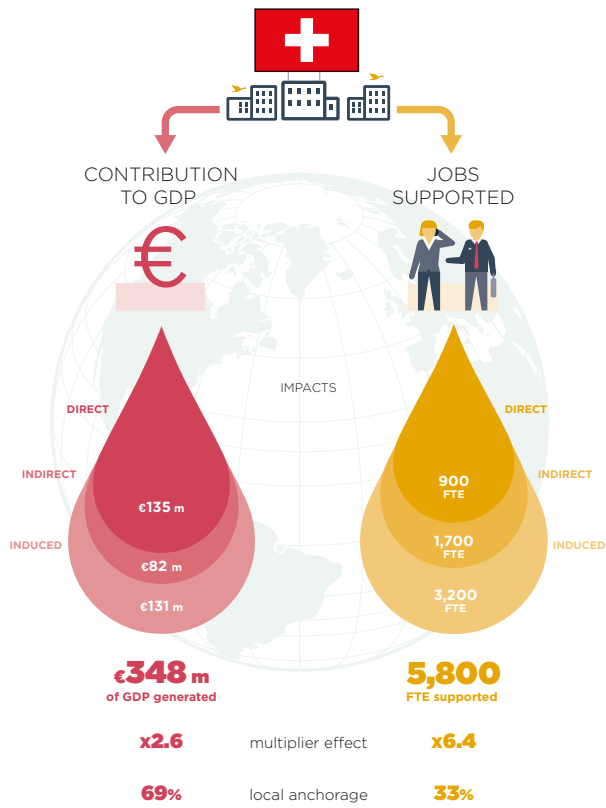 CONTRIBUTION
TO GDP
€
DIRECT
INDIRECT
INDUCED
€135 m
€82 m
€131 m
€348 m
of GDP generated
JOBS
SUPPORTED
IMPACTS
DIRECT
INDIRECT
INDUCED
900
FTE
1,700
FTE
3,200
FTE
5,800
FTE supported
x2.6 multiplier effect x6.4
69% local anchorage 33%